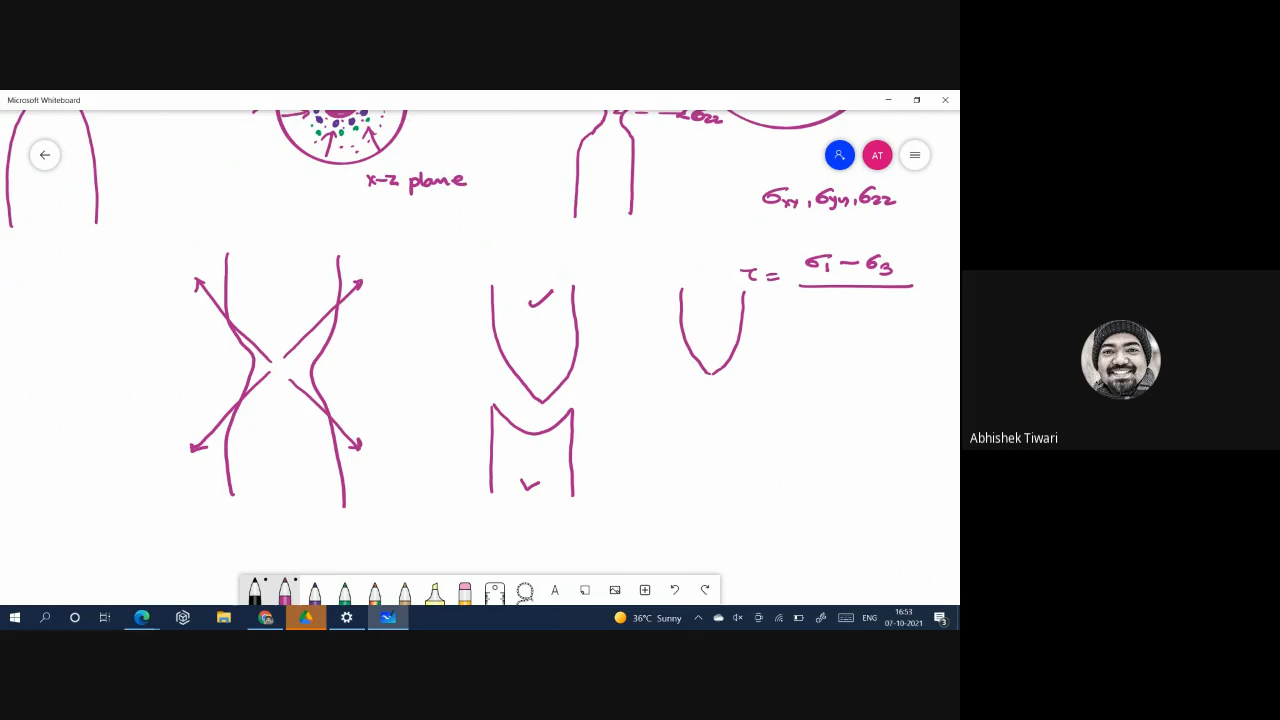 Microsoft Whiteboard
x-z plane
AT
σxx, σyy, σzz
τ = σ1 − σ3
Abhishek Tiwari
A
36°C Sunny
ENG
16:53
07-10-2021
3